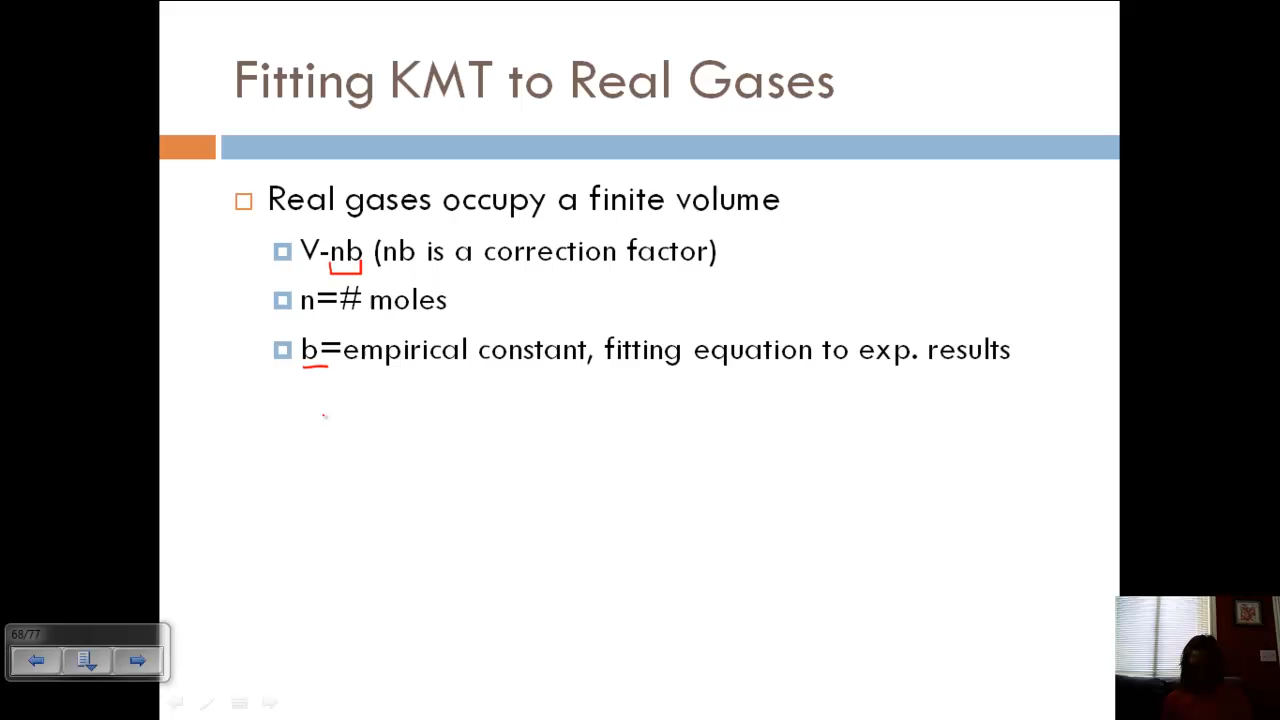 Fitting KMT to Real Gases
Real gases occupy a finite volume
V-nb (nb is a correction factor)
n=# moles
b=empirical constant, fitting equation to exp. results
68/77